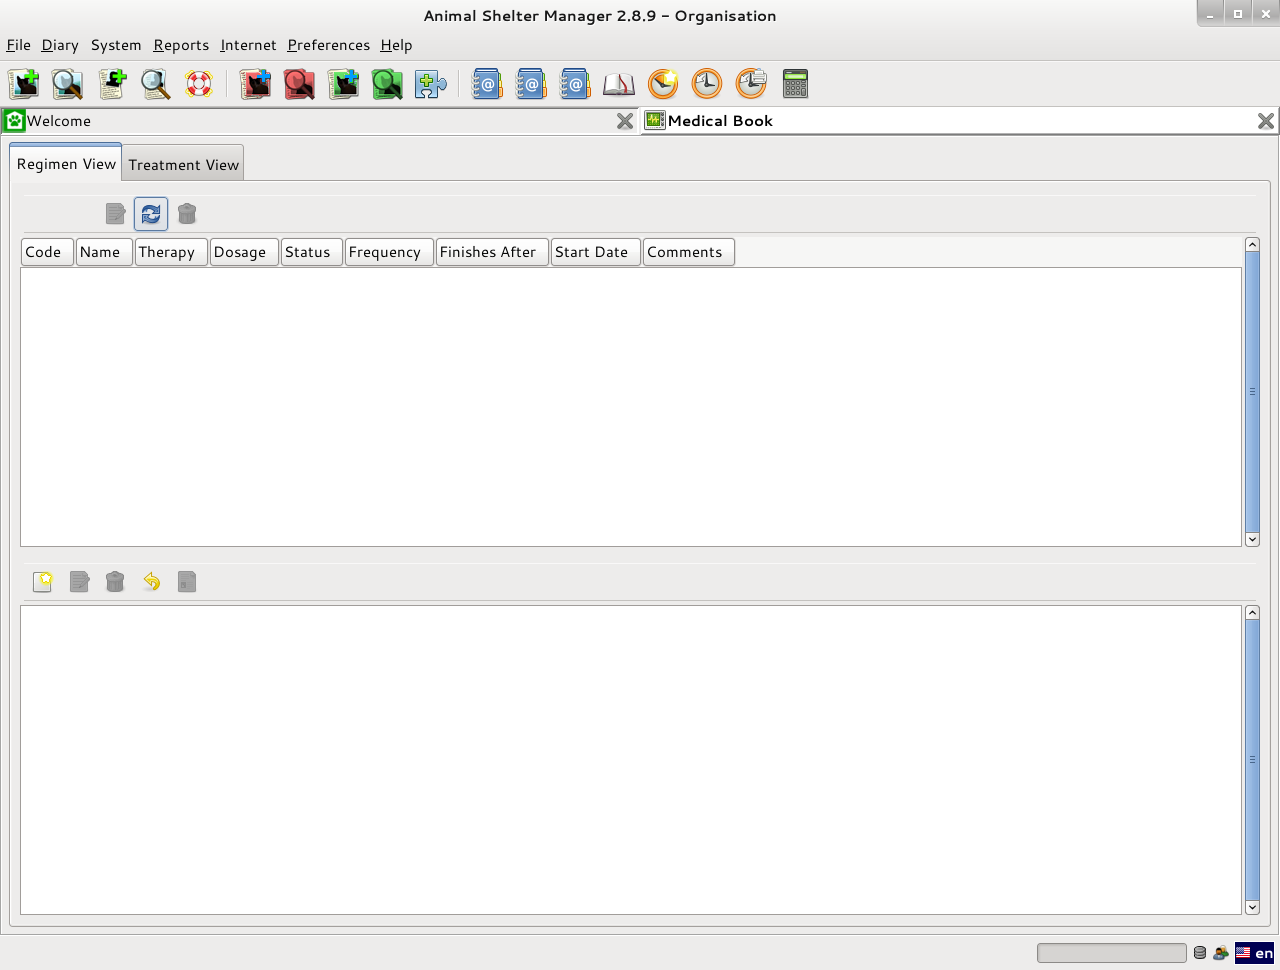 Animal Shelter Manager 2.8.9 - Organisation
File Diary System Reports Internet Preferences Help
Welcome
Medical Book
Regimen View
Treatment View
Code Name Therapy Dosage Status Frequency Finishes After Start Date Comments
en